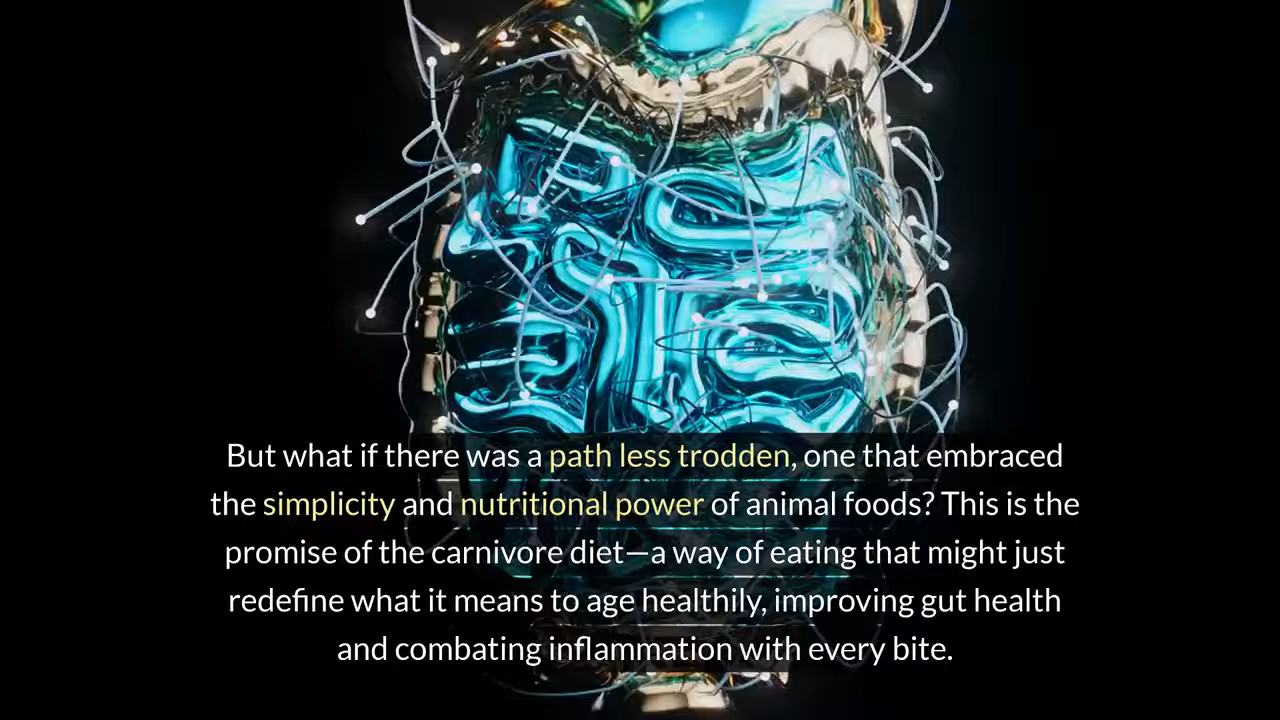 But what if there was a path less trodden, one that embraced
the simplicity and nutritional power of animal foods? This is the
promise of the carnivore diet—a way of eating that might just
redefine what it means to age healthily, improving gut health
and combating inflammation with every bite.